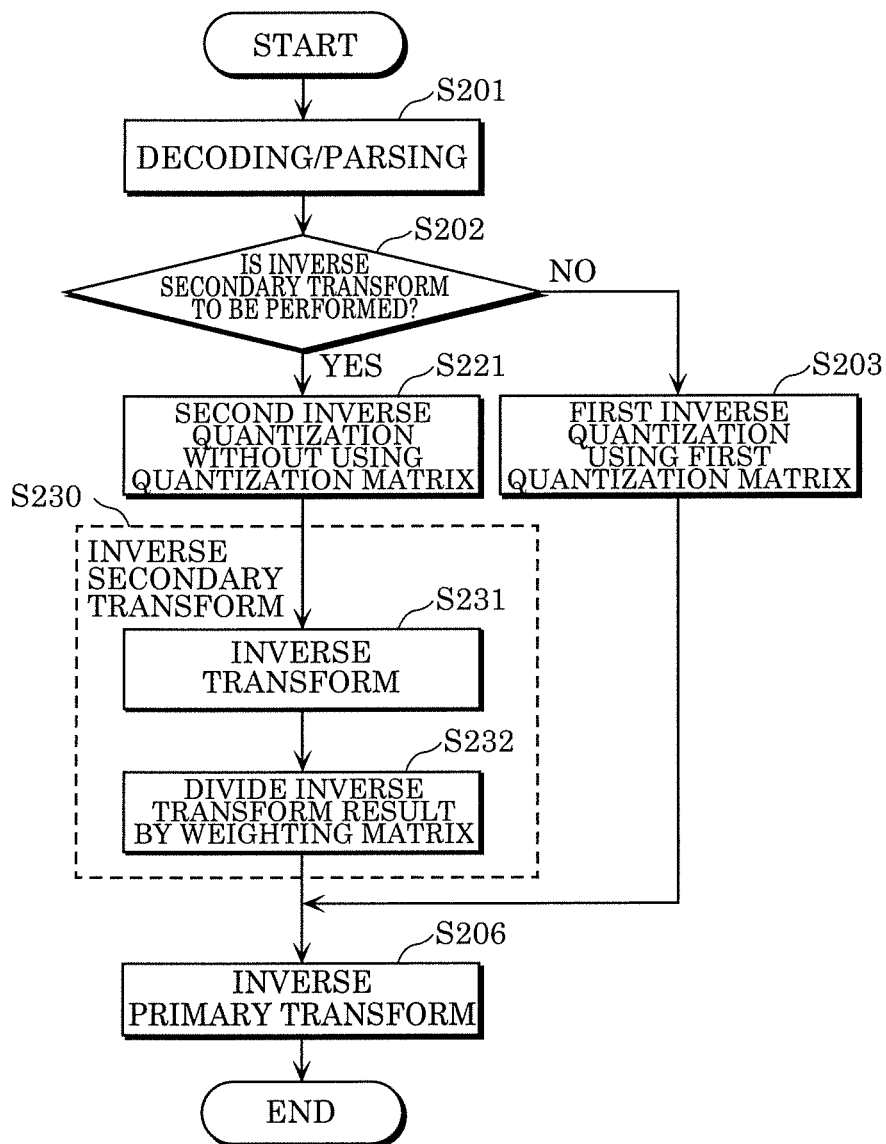 START
S201
DECODING/PARSING
S202
IS INVERSE
SECONDARY TRANSFORM
TO BE PERFORMED?
NO
YES
S221
SECOND INVERSE
QUANTIZATION
WITHOUT USING
QUANTIZATION MATRIX
S203
FIRST INVERSE
QUANTIZATION
USING FIRST
QUANTIZATION MATRIX
S230
INVERSE
SECONDARY
TRANSFORM
S231
INVERSE
TRANSFORM
S232
DIVIDE INVERSE
TRANSFORM RESULT
BY WEIGHTING MATRIX
S206
INVERSE
PRIMARY TRANSFORM
END